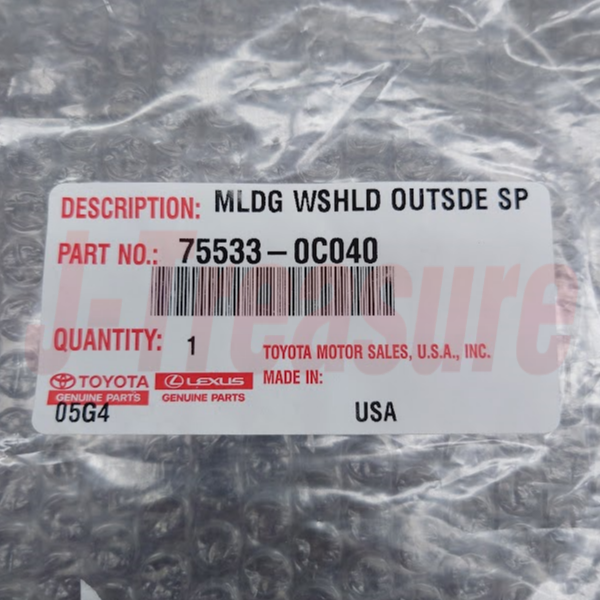 DESCRIPTION: MLDG WSHLD OUTSDE SP
PART NO.: 75533-0C040
QUANTITY: 1
TOYOTA MOTOR SALES, U.S.A., INC.
TOYOTA
GENUINE PARTS
LEXUS
GENUINE PARTS
MADE IN:
05G4
USA
J-Treasure